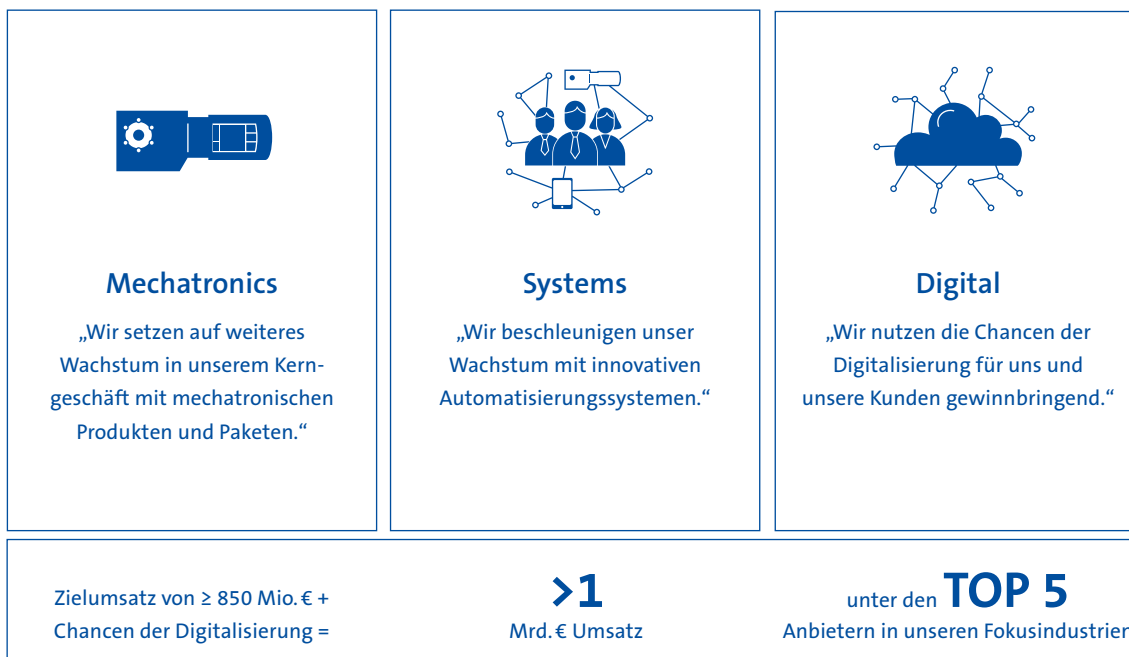 Mechatronics
„Wir setzen auf weiteres
Wachstum in unserem Kern-
geschäft mit mechatronischen
Produkten und Paketen.“
Systems
„Wir beschleunigen unser
Wachstum mit innovativen
Automatisierungssystemen.“
Digital
„Wir nutzen die Chancen der
Digitalisierung für uns und
unsere Kunden gewinnbringend.“
Zielumsatz von ≥ 850 Mio. € +
Chancen der Digitalisierung =
>1
Mrd. € Umsatz
unter den TOP 5
Anbietern in unseren Fokusindustrien